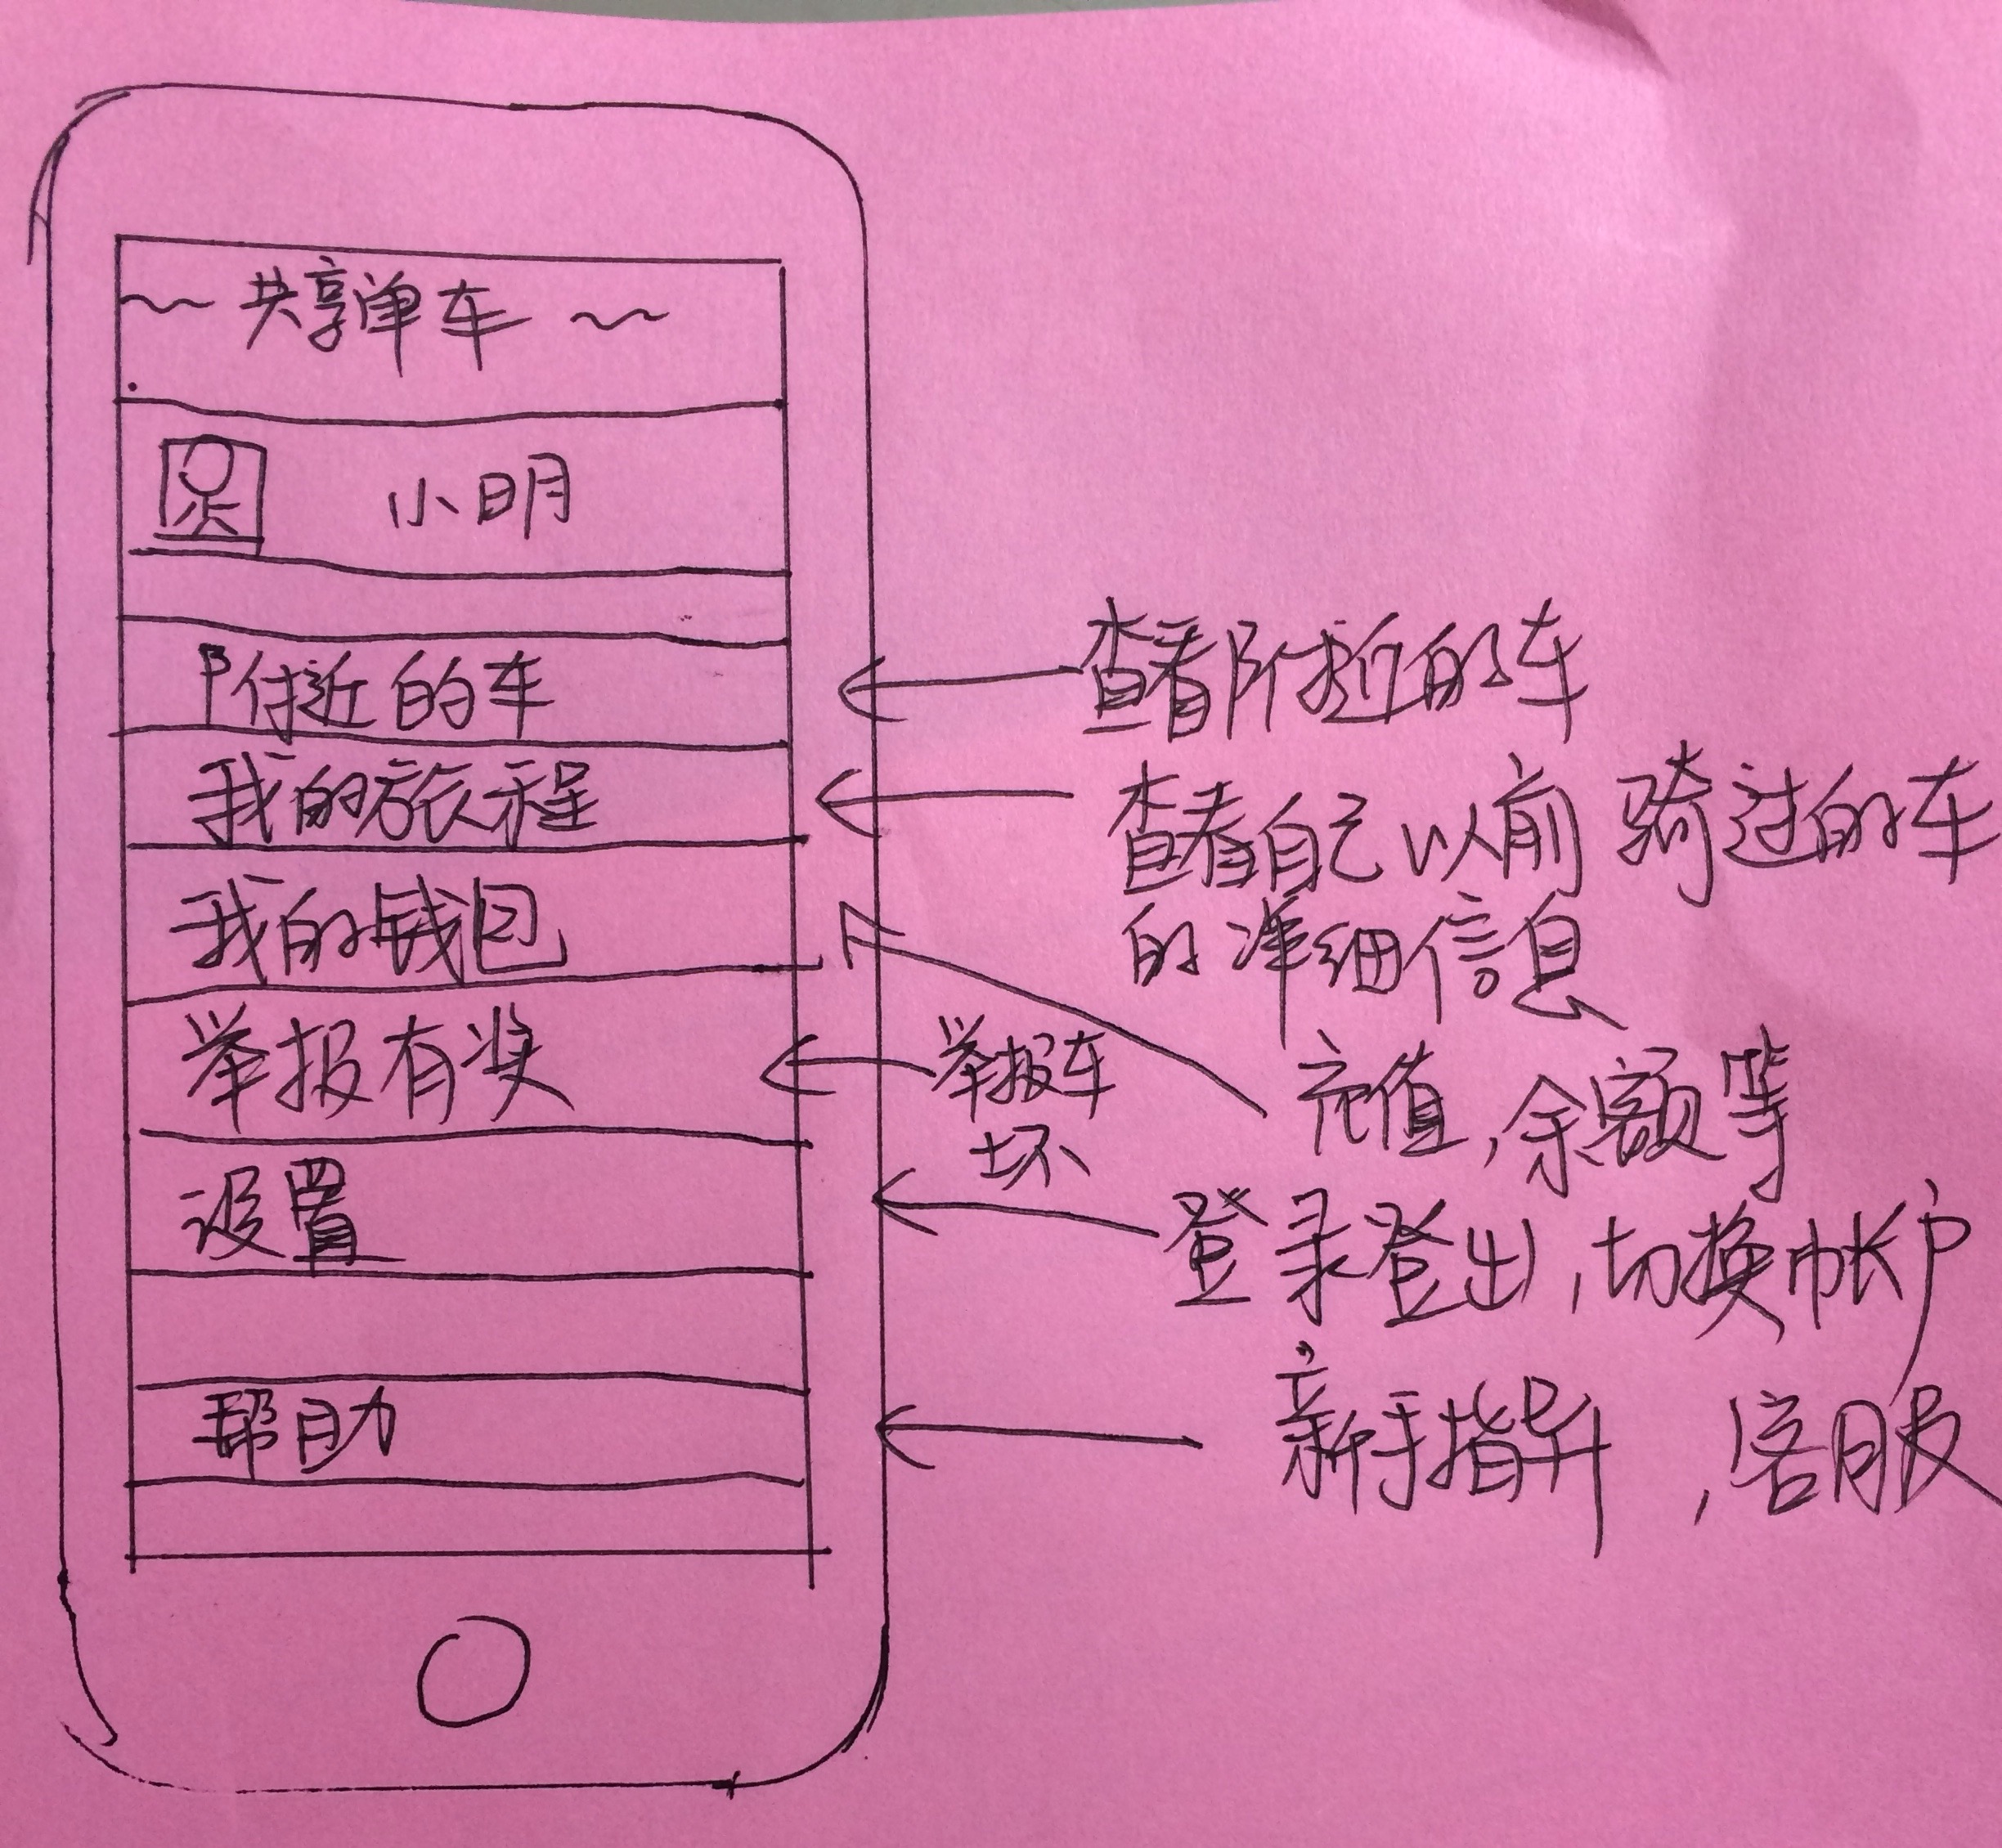 ~ 共享单车 ~
小明
附近的车
查看附近的车
我的旅程
查看自己以前骑过的车
的详细信息
我的钱包
充值,余额等
举报有奖
举报车
坏
设置
登录登出,切换帐户
帮助
新手指导,客服